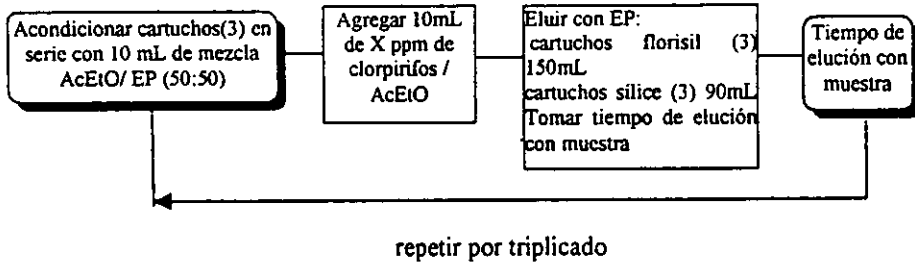 Acondicionar cartuchos(3) en
serie con 10 mL de mezcla
AcEtO/ EP (50:50)
Agregar 10mL
de X ppm de
clorpirifos /
AcEtO
Eluir con EP:
cartuchos florisil (3)
150mL
cartuchos sílice (3) 90mL
Tomar tiempo de elución
con muestra
Tiempo de
elución con
muestra
repetir por triplicado